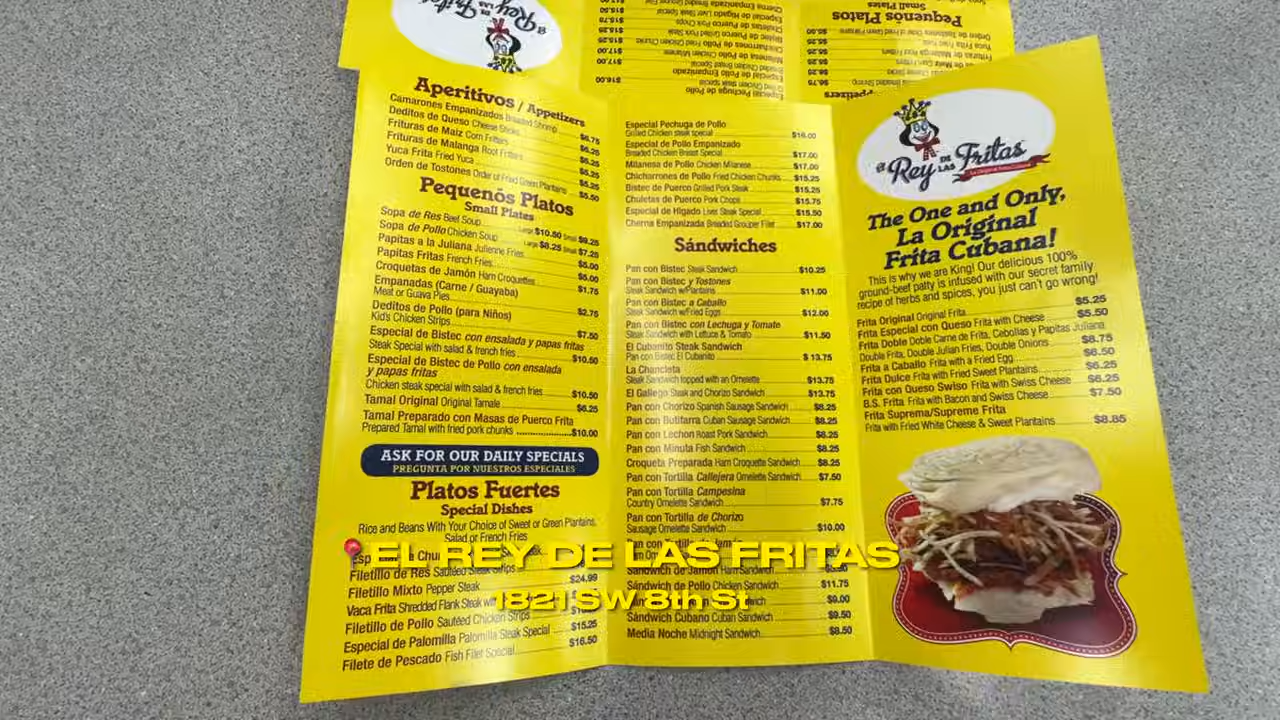 El Rey DE LAS Fritas
Pequenõs Platos
Small Plates
Aperitivos / Appetizers
Camarones Empanizados Breaded Shrimp $6.75
Deditos de Queso Cheese Sticks $6.25
Frituras de Maiz Corn Fritters $5.25
Frituras de Malanga Root Fritters $5.25
Yuca Frita Fried Yuca $5.25
Orden de Tostones Order of Fried Green Plantains $5.50
Pequenõs Platos
Small Plates
Sopa de Res Beef Soup Large $10.50 Small $9.25
Sopa de Pollo Chicken Soup Large $8.25 Small $7.25
Papitas a la Juliana Julienne Fries $5.00
Papitas Fritas French Fries $5.00
Croquetas de Jamón Ham Croquettes $1.75
Empanadas (Carne / Guayaba)
Meat or Guava Pies $2.75
Deditos de Pollo (para Niños)
Kid's Chicken Strips $7.50
Especial de Bistec con ensalada y papas fritas
Steak Special with salad & french fries $10.50
Especial de Bistec de Pollo con ensalada
y papas fritas
Chicken steak special with salad & french fries $10.50
Tamal Original Original Tamale $6.25
Tamal Preparado con Masas de Puerco Frita
Prepared Tamal with fried pork chunks $10.00
ASK FOR OUR DAILY SPECIALS
PREGUNTA POR NUESTROS ESPECIALES
Platos Fuertes
Special Dishes
Rice and Beans With Your Choice of Sweet or Green Plantains,
Salad or French Fries
Filetillo de Res Sautéed Steak Strips
Filetillo Mixto Pepper Steak $24.99
Vaca Frita Shredded Flank Steak
Filetillo de Pollo Sautéed Chicken Strips
Especial de Palomilla Palomilla Steak Special $15.25
Filete de Pescado Fish Filet Special $16.50
Especial Pechuga de Pollo
Grilled Chicken steak special $16.00
Especial de Pollo Empanizado
Breaded Chicken Breast Special $17.00
Milanesa de Pollo Chicken Milanese $17.00
Chicharrones de Pollo Fried Chicken Chunks $15.25
Bistec de Puerco Grilled Pork Steak $15.25
Chuletas de Puerco Pork Chops $15.75
Especial de Higado Liver Steak Special $15.50
Cherna Empanizada Breaded Grouper Filet $17.00
Sándwiches
Pan con Bistec Steak Sandwich $10.25
Pan con Bistec y Tostones
Steak Sandwich w/Plantains $11.00
Pan con Bistec a Caballo
Steak Sandwich w/Fried Eggs $12.00
Pan con Bistec con Lechuga y Tomate
Steak Sandwich with Lettuce & Tomato $11.50
El Cubanito Steak Sandwich
Pan con Bistec El Cubanito $ 13.75
La Chancleta
Steak Sandwich topped with an Omelette $13.75
El Gallego Steak and Chorizo Sandwich $13.75
Pan con Chorizo Spanish Sausage Sandwich $8.25
Pan con Butifarra Cuban Sausage Sandwich $8.25
Pan con Lechon Roast Pork Sandwich $8.25
Pan con Minuta Fish Sandwich $8.25
Croqueta Preparada Ham Croquette Sandwich $8.25
Pan con Tortilla Callejera Omelette Sandwich $7.50
Pan con Tortilla Campesina
Country Omelette Sandwich $7.75
Pan con Tortilla de Chorizo
Sausage Omelette Sandwich $10.00
Sándwich de Jamón Ham Sandwich
Sándwich de Pollo Chicken Sandwich $11.75
$9.00
Sándwich Cubano Cuban Sandwich $9.50
Media Noche Midnight Sandwich $8.50
El Rey DE LAS Fritas
La Original Frita Cubana
The One and Only,
La Original
Frita Cubana!
This is why we are King! Our delicious 100%
ground-beef patty is infused with our secret family
recipe of herbs and spices, you just can't go wrong!
Frita Original Original Frita $5.25
Frita Especial con Queso Frita with Cheese $5.50
Frita Doble Doble Carne de Frita, Cebollas y Papitas Juliana
Double Frita, Double Julian Fries, Double Onions $8.75
Frita a Caballo Frita with a Fried Egg $6.50
Frita Dulce Frita with Fried Sweet Plantains $6.25
Frita con Queso Swiso Frita with Swiss Cheese $6.25
B.S. Frita Frita with Bacon and Swiss Cheese $7.50
Frita Suprema/Supreme Frita
Frita with Fried White Cheese & Sweet Plantains $8.85
EL REY DE LAS FRITAS
1821 SW 8th St